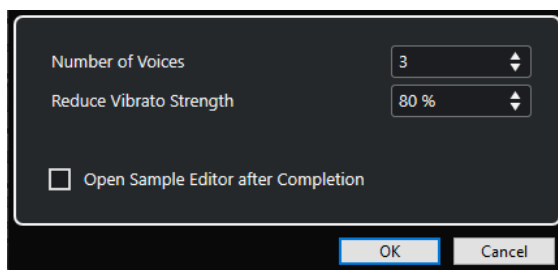 Number of Voices 3
Reduce Vibrato Strength 80 %
Open Sample Editor after Completion
OK Cancel